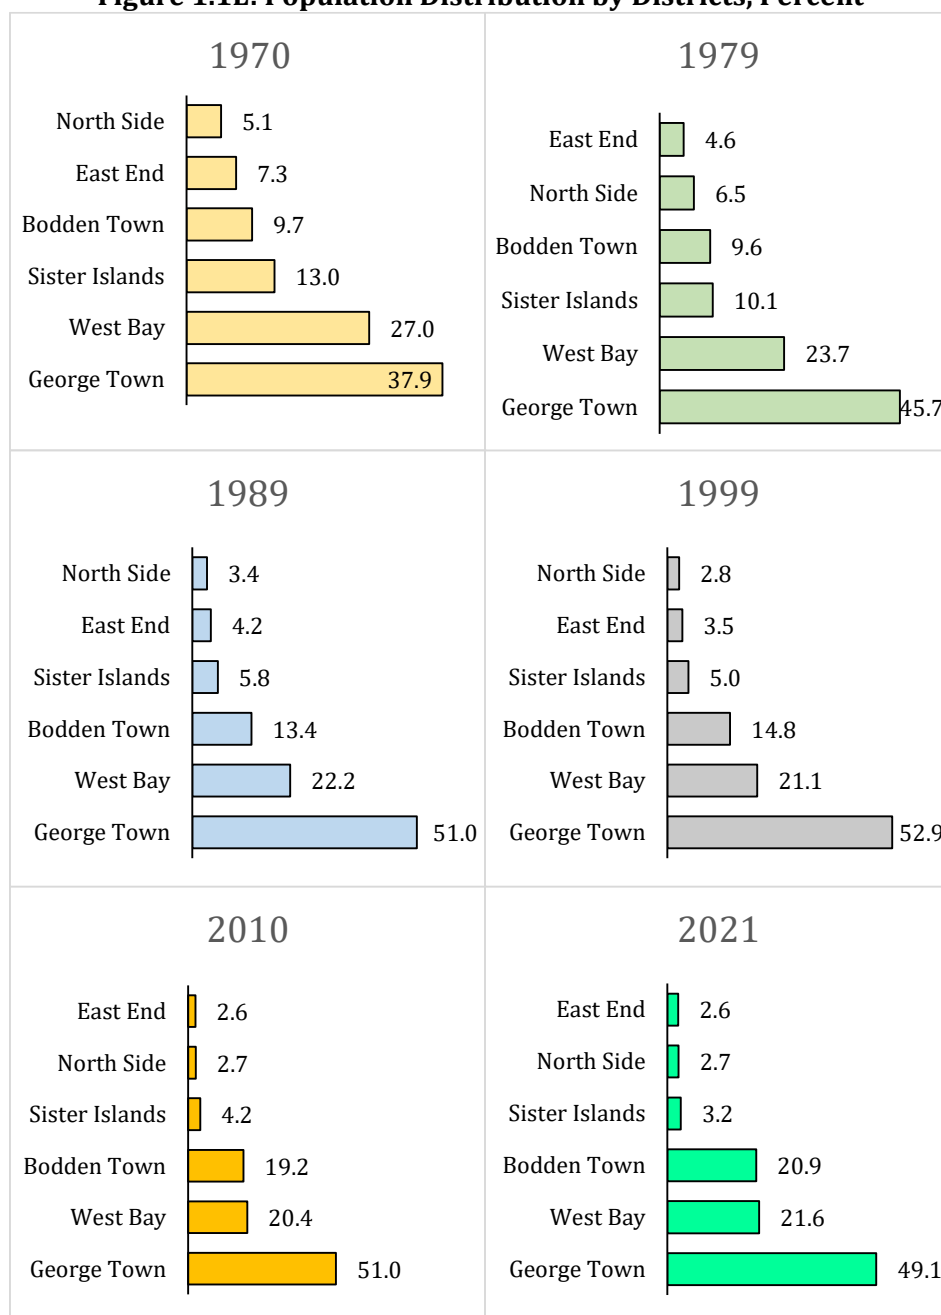 Figure 1.1E: Population Distribution by Districts, Percent
1970
North Side 5.1
East End 7.3
Bodden Town 9.7
Sister Islands 13.0
West Bay 27.0
George Town 37.9
1979
East End 4.6
North Side 6.5
Bodden Town 9.6
Sister Islands 10.1
West Bay 23.7
George Town 45.7
1989
North Side 3.4
East End 4.2
Sister Islands 5.8
Bodden Town 13.4
West Bay 22.2
George Town 51.0
1999
North Side 2.8
East End 3.5
Sister Islands 5.0
Bodden Town 14.8
West Bay 21.1
George Town 52.9
2010
East End 2.6
North Side 2.7
Sister Islands 4.2
Bodden Town 19.2
West Bay 20.4
George Town 51.0
2021
East End 2.6
North Side 2.7
Sister Islands 3.2
Bodden Town 20.9
West Bay 21.6
George Town 49.1